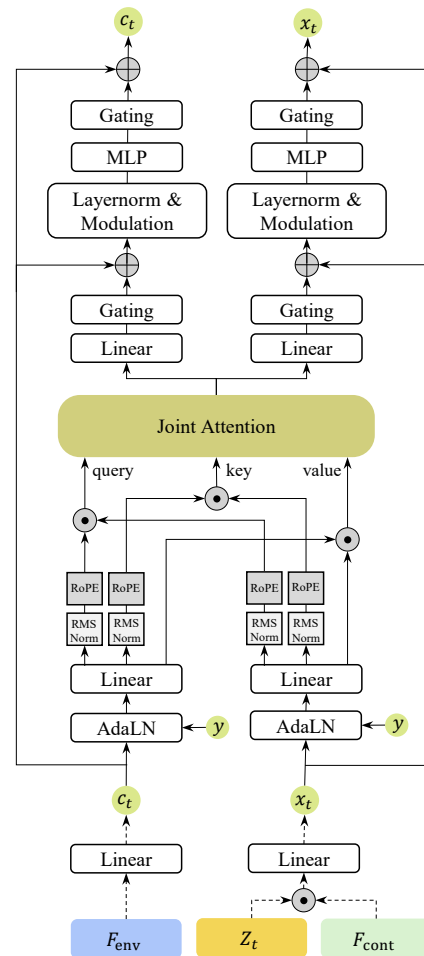 c_t x_t
Gating Gating
MLP MLP
Layernorm & Layernorm &
Modulation Modulation
Gating Gating
Linear Linear
Joint Attention
query key value
RoPE RoPE RoPE RoPE
RMS RMS RMS RMS
Norm Norm Norm Norm
Linear Linear
AdaLN y AdaLN y
c_t x_t
Linear Linear
F_env Z_t F_cont